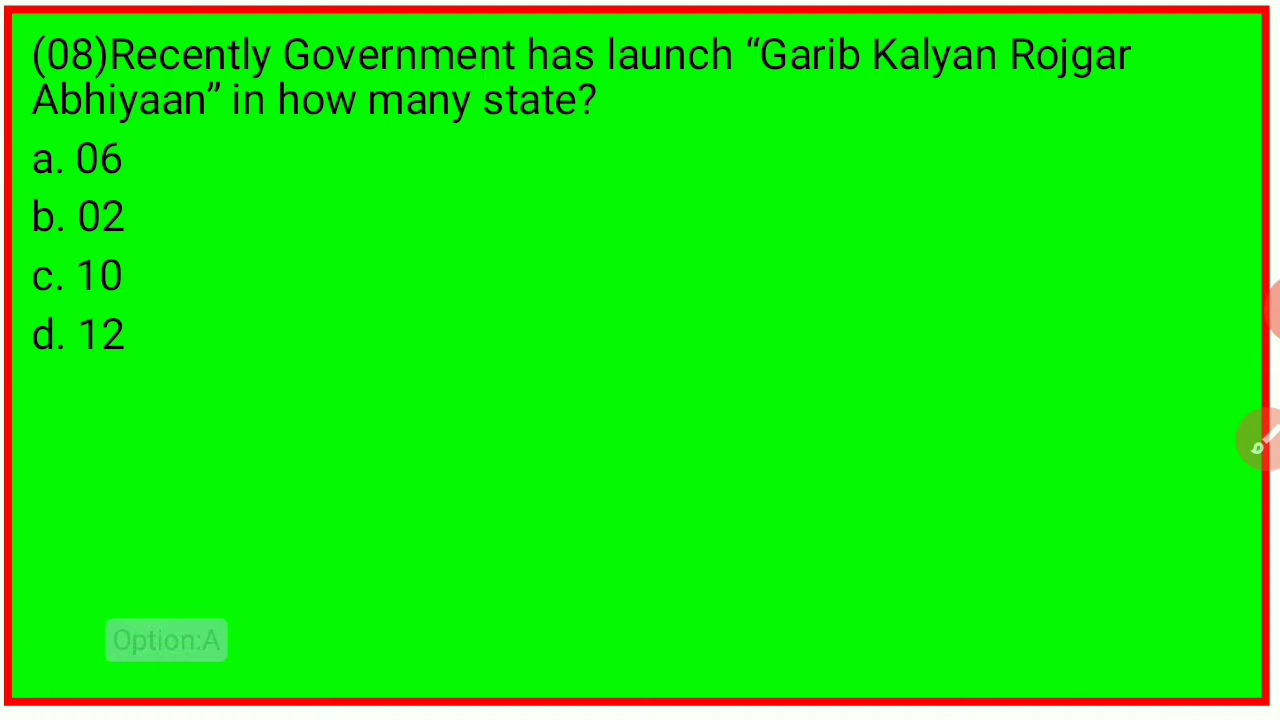 (08)Recently Government has launch “Garib Kalyan Rojgar
Abhiyaan” in how many state?
a. 06
b. 02
c. 10
d. 12
Option:A